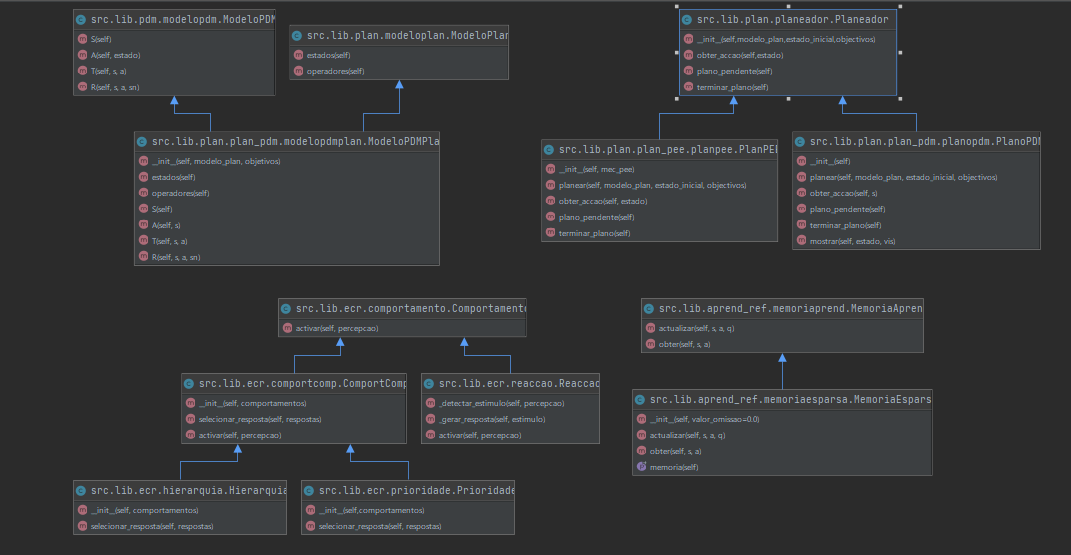 src.lib.pdm.modelopdm.ModeloPDM
S(self)
A(self, estado)
T(self, s, a)
R(self, s, a, sn)
src.lib.plan.modeloplan.ModeloPlan
estados(self)
operadores(self)
src.lib.plan.planeador.Planeador
__init__(self,modelo_plan,estado_inicial,objectivos)
obter_accao(self,estado)
plano_pendente(self)
terminar_plano(self)
src.lib.plan.plan_pdm.modelopdmplan.ModeloPDMPla
__init__(self, modelo_plan, objetivos)
estados(self)
operadores(self)
S(self)
A(self, s)
T(self, s, a)
R(self, s, a, sn)
src.lib.plan.plan_pee.planpee.PlanPEE
__init__(self, mec_pee)
planear(self, modelo_plan, estado_inicial, objectivos)
obter_accao(self, estado)
plano_pendente(self)
terminar_plano(self)
src.lib.plan.plan_pdm.planopdm.PlanoPDM
__init__(self)
planear(self, modelo_plan, estado_inicial, objectivos)
obter_accao(self, s)
plano_pendente(self)
terminar_plano(self)
mostrar(self, estado, vis)
src.lib.ecr.comportamento.Comportamento
activar(self, percepcao)
src.lib.aprend_ref.memoriaprend.MemoriaApren
actualizar(self, s, a, q)
obter(self, s, a)
src.lib.ecr.comportcomp.ComportComp
__init__(self, comportamentos)
selecionar_resposta(self, respostas)
activar(self, percepcao)
src.lib.ecr.reaccao.Reaccao
_detectar_estimulo(self, percepcao)
_gerar_resposta(self, estimulo)
activar(self, percepcao)
src.lib.aprend_ref.memoriaesparsa.MemoriaEspars
__init__(self, valor_omissao=0.0)
actualizar(self, s, a, q)
obter(self, s, a)
memoria(self)
src.lib.ecr.hierarquia.Hierarquia
__init__(self, comportamentos)
selecionar_resposta(self, respostas)
src.lib.ecr.prioridade.Prioridade
__init__(self,comportamentos)
selecionar_resposta(self, respostas)